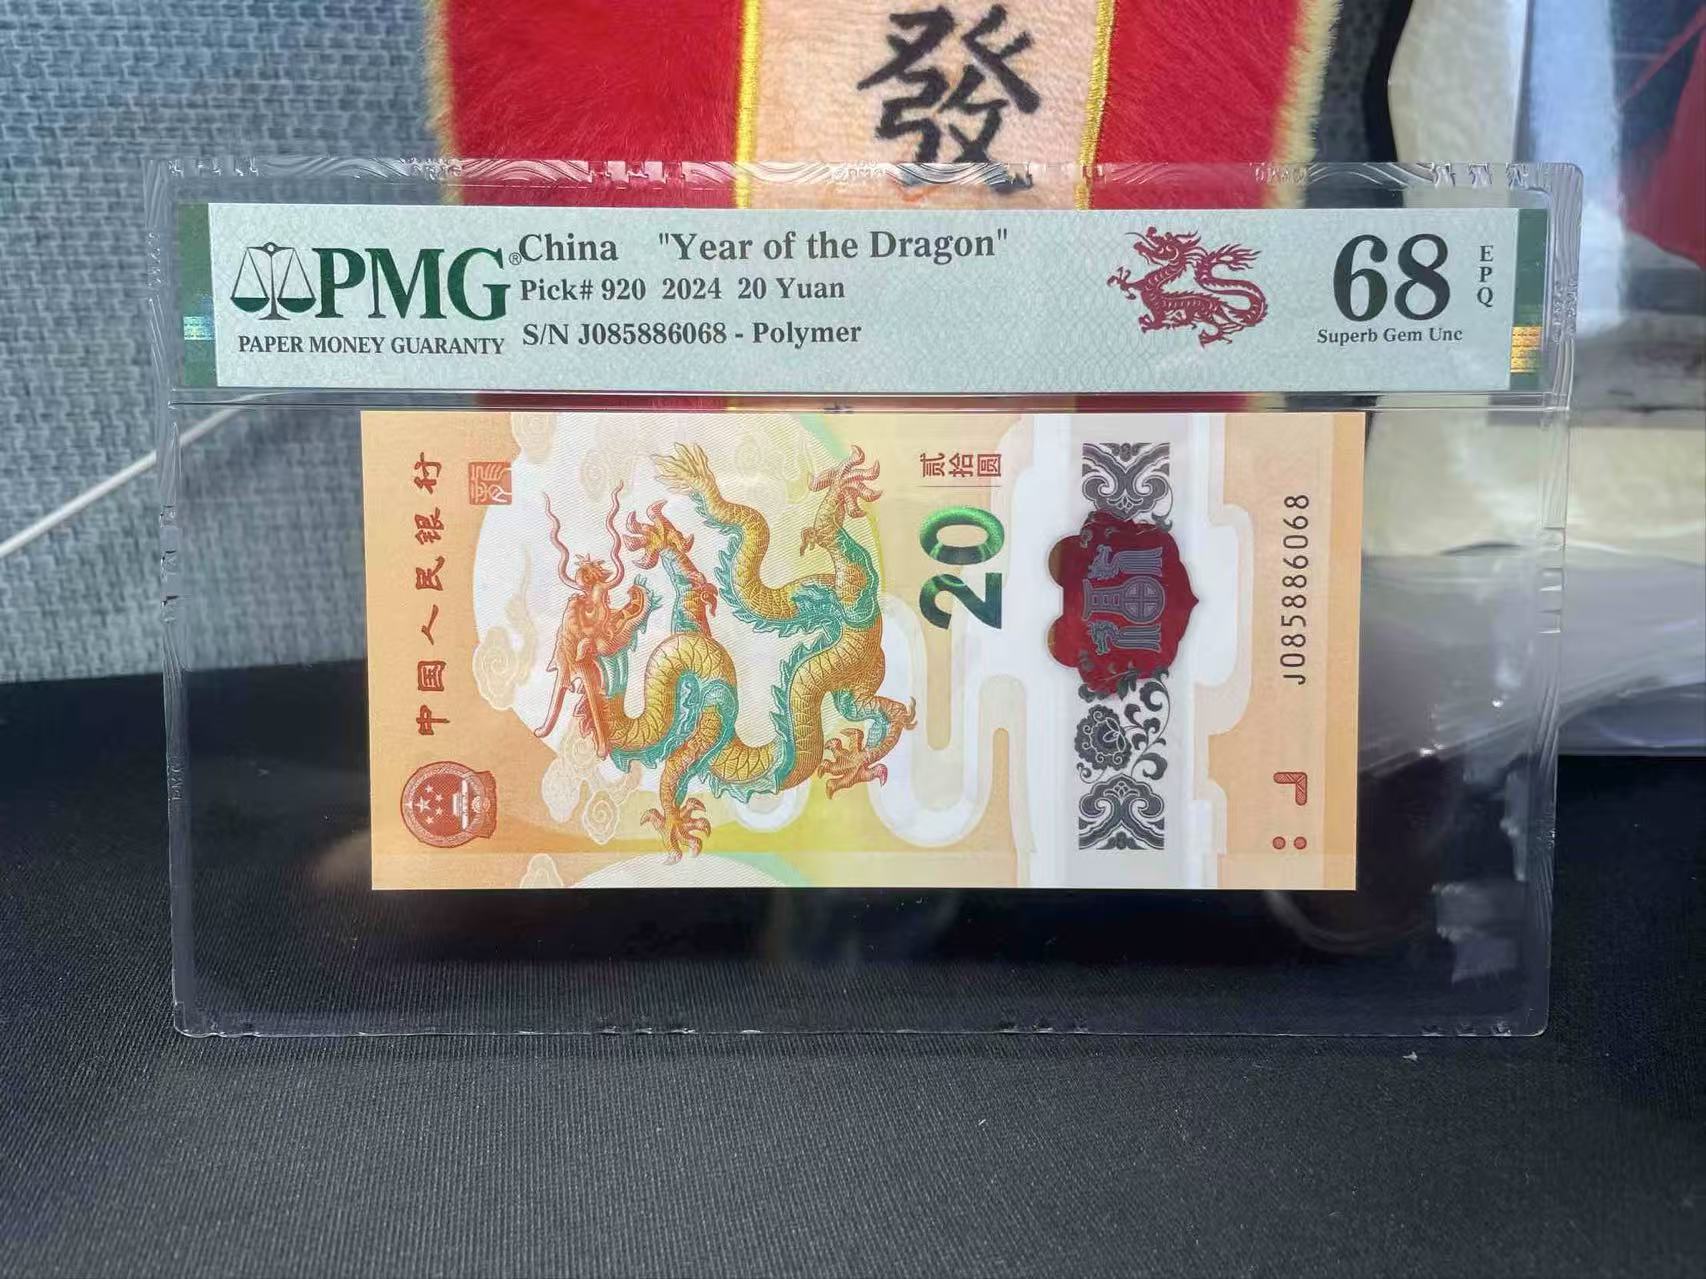 發
PMG®
PAPER MONEY GUARANTY
China "Year of the Dragon"
Pick# 920 2024 20 Yuan
S/N J085886068 - Polymer
68
EPQ
Superb Gem Unc
中国人民银行
贰拾圆
20
J085886068